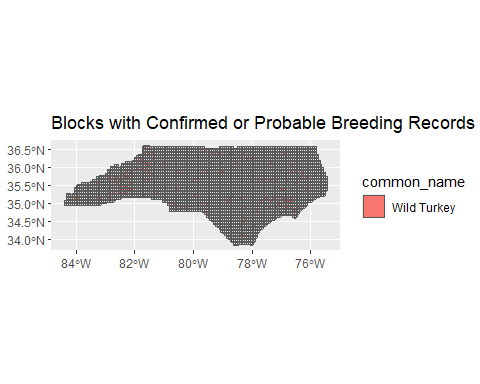 Blocks with Confirmed or Probable Breeding Records
36.5°N
36.0°N
35.5°N
35.0°N
34.5°N
34.0°N
84°W 82°W 80°W 78°W 76°W
common_name
Wild Turkey